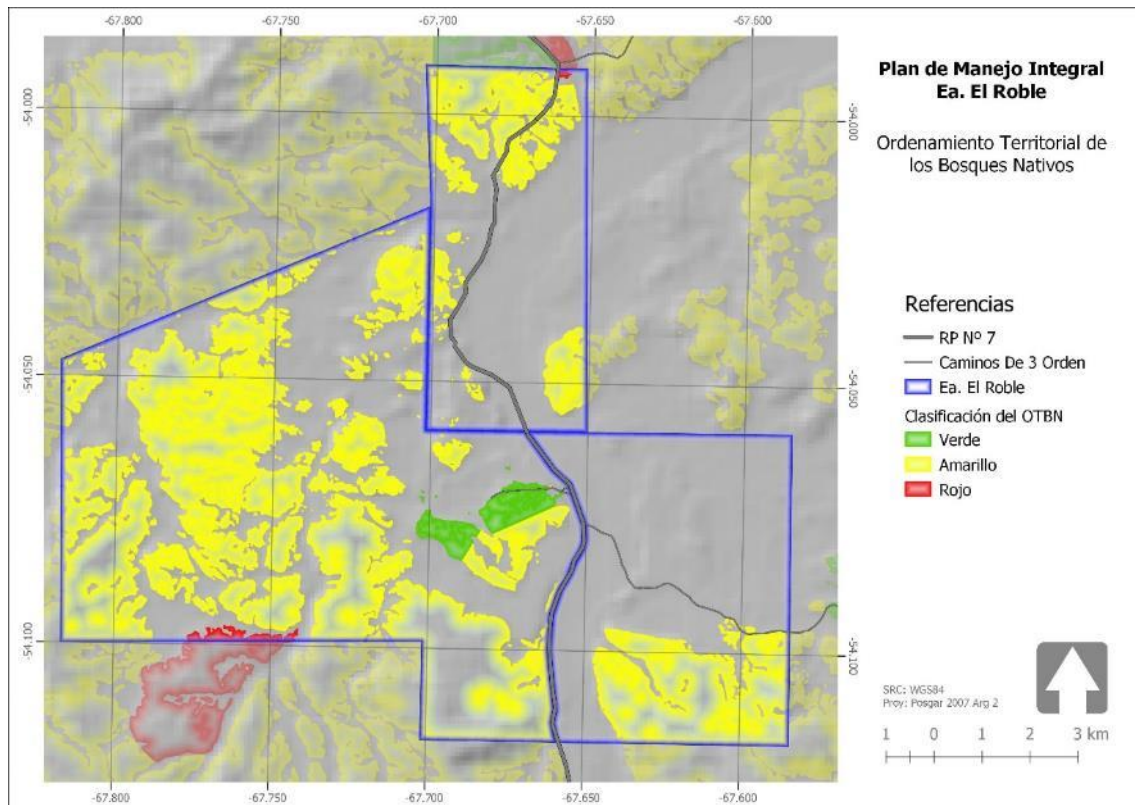 -67.800
-67.750
-67.700
-67.650
-67.600
-54.000
-54.050
-54.100
-54.000
-54.050
-54.100
-67.800
-67.750
-67.700
-67.650
-67.600
Plan de Manejo Integral
Ea. El Roble
Ordenamiento Territorial de
los Bosques Nativos
Referencias
RP Nº 7
Caminos De 3 Orden
Ea. El Roble
Clasificación del OTBN
Verde
Amarillo
Rojo
SRC: WGS84
Proy: Posgar 2007 Arg 2
1 0 1 2 3 km